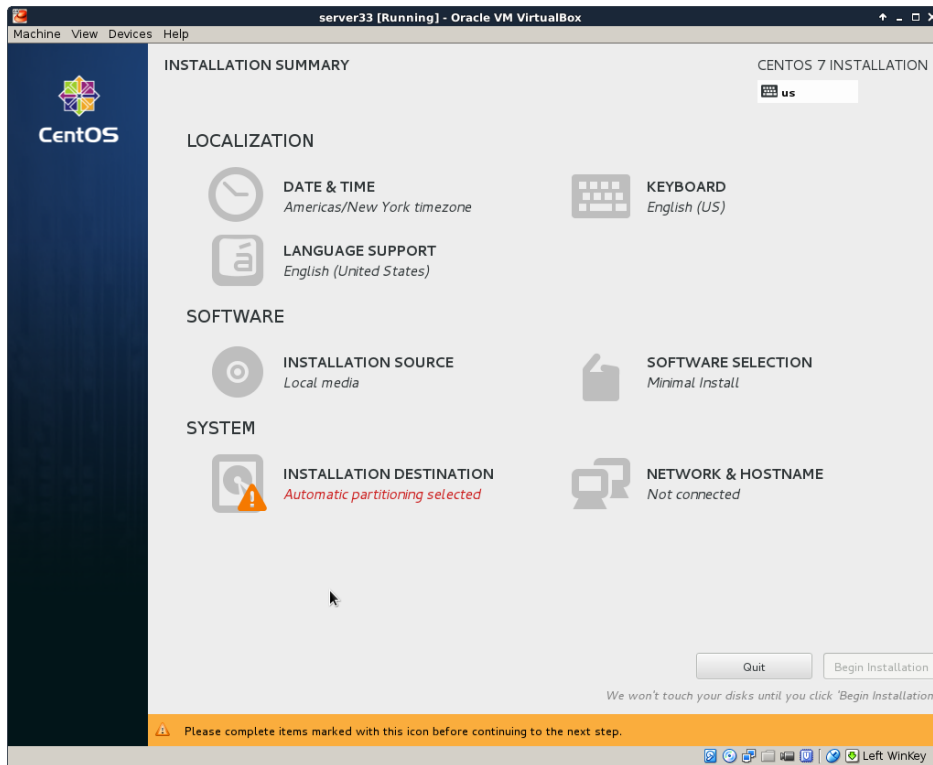 server33 [Running] - Oracle VM VirtualBox
Machine View Devices Help
INSTALLATION SUMMARY
CENTOS 7 INSTALLATION
us
CentOS
LOCALIZATION
DATE & TIME
Americas/New York timezone
KEYBOARD
English (US)
LANGUAGE SUPPORT
English (United States)
SOFTWARE
INSTALLATION SOURCE
Local media
SOFTWARE SELECTION
Minimal Install
SYSTEM
INSTALLATION DESTINATION
Automatic partitioning selected
NETWORK & HOSTNAME
Not connected
Quit
Begin Installation
We won't touch your disks until you click 'Begin Installation
Please complete items marked with this icon before continuing to the next step.
Left WinKey